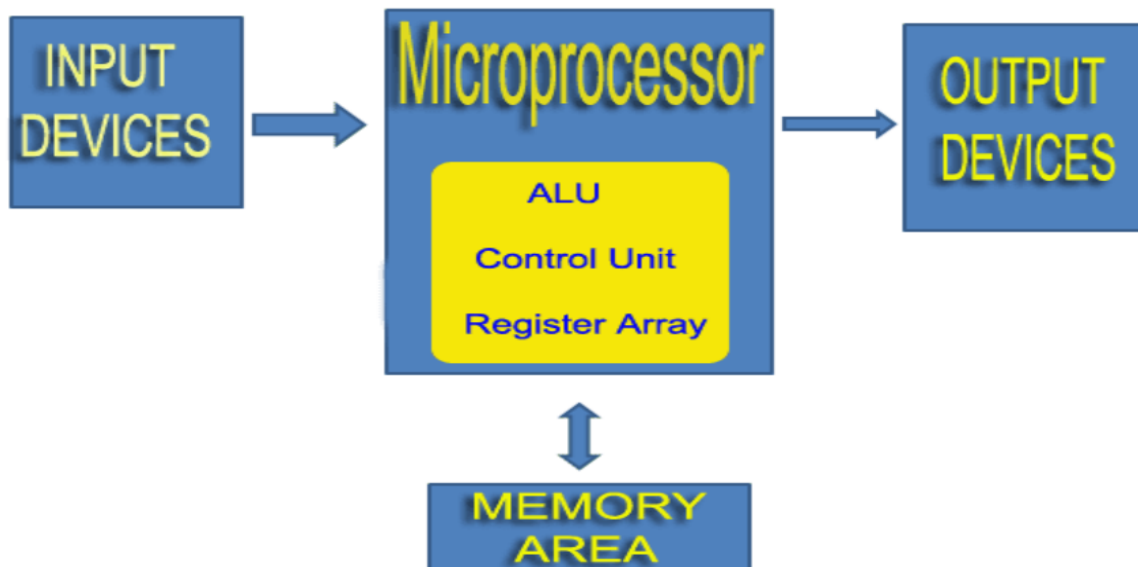 INPUT
DEVICES
Microprocessor
ALU
Control Unit
Register Array
OUTPUT
DEVICES
MEMORY
AREA